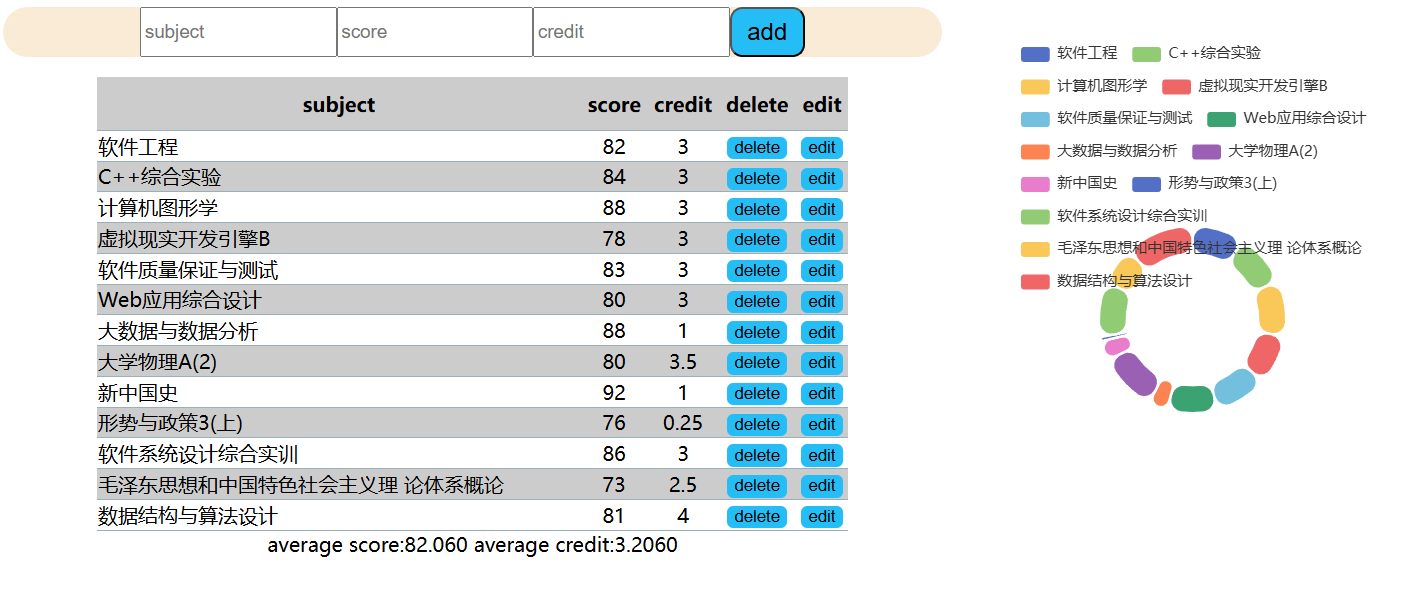 subject score credit add
subject score credit delete edit
软件工程 82 3 delete edit
C++综合实验 84 3 delete edit
计算机图形学 88 3 delete edit
虚拟现实开发引擎B 78 3 delete edit
软件质量保证与测试 83 3 delete edit
Web应用综合设计 80 3 delete edit
大数据与数据分析 88 1 delete edit
大学物理A(2) 80 3.5 delete edit
新中国史 92 1 delete edit
形势与政策3(上) 76 0.25 delete edit
软件系统设计综合实训 86 3 delete edit
毛泽东思想和中国特色社会主义理 论体系概论 73 2.5 delete edit
数据结构与算法设计 81 4 delete edit
average score:82.060 average credit:3.2060
软件工程 C++综合实验
计算机图形学 虚拟现实开发引擎B
软件质量保证与测试 Web应用综合设计
大数据与数据分析 大学物理A(2)
新中国史 形势与政策3(上)
软件系统设计综合实训
毛泽东思想和中国特色社会主义理 论体系概论
数据结构与算法设计